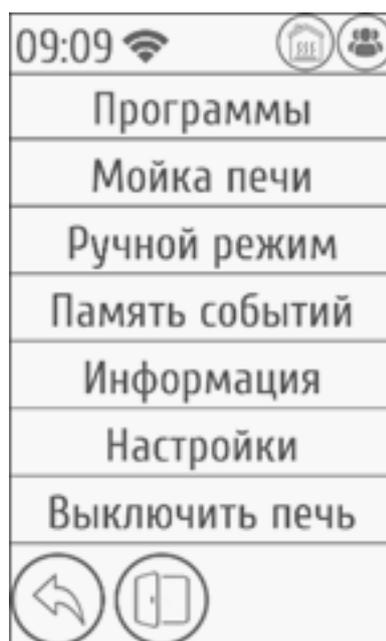 09:09
Программы
Мойка печи
Ручной режим
Память событий
Информация
Настройки
Выключить печь